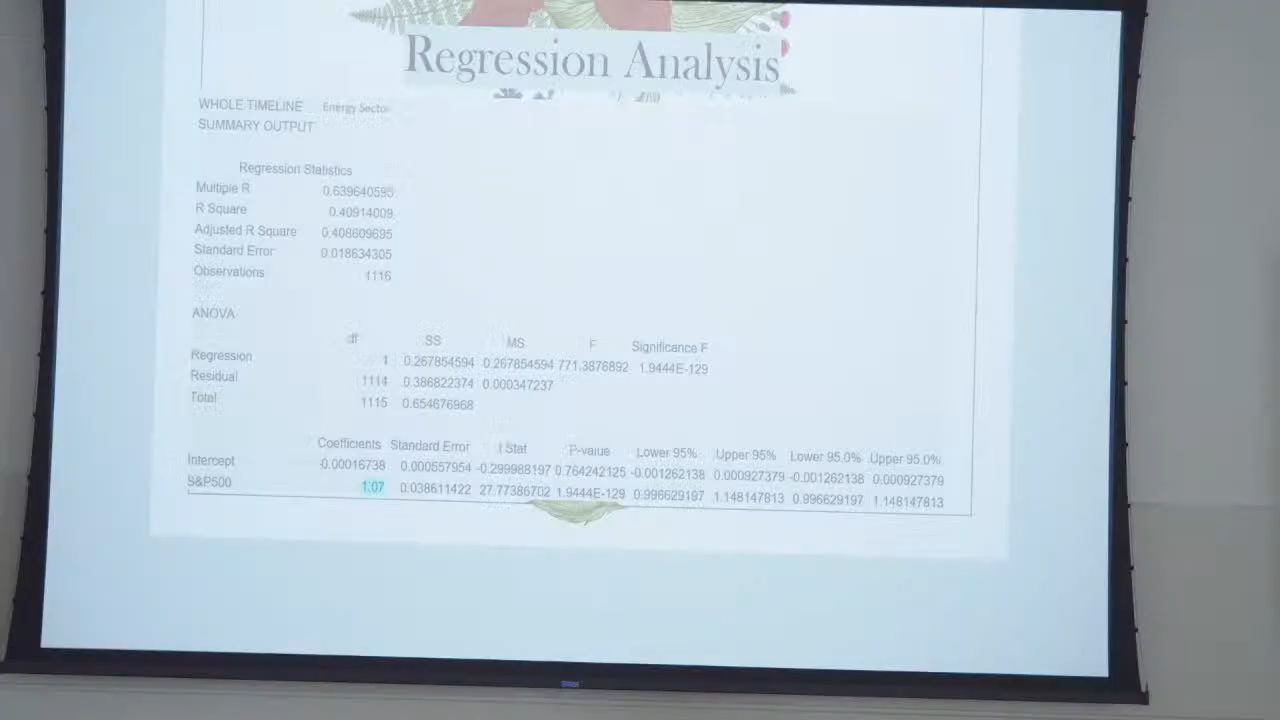 Regression Analysis
WHOLE TIMELINE Energy Sector
SUMMARY OUTPUT
Regression Statistics
Multiple R 0.639640595
R Square 0.40914009
Adjusted R Square 0.408609695
Standard Error 0.018634305
Observations 1116
ANOVA
df SS MS F Significance F
Regression 1 0.267854594 0.267854594 771.3876892 1.9444E-129
Residual 1114 0.386822374 0.000347237
Total 1115 0.654676968
Coefficients Standard Error t Stat P-value Lower 95% Upper 95% Lower 95.0% Upper 95.0%
Intercept -0.00016738 0.000557954 -0.299988197 0.764242125 -0.001262138 0.000927379 -0.001262138 0.000927379
S&P500 1.07 0.038611422 27.77386702 1.9444E-129 0.996629197 1.148147813 0.996629197 1.148147813